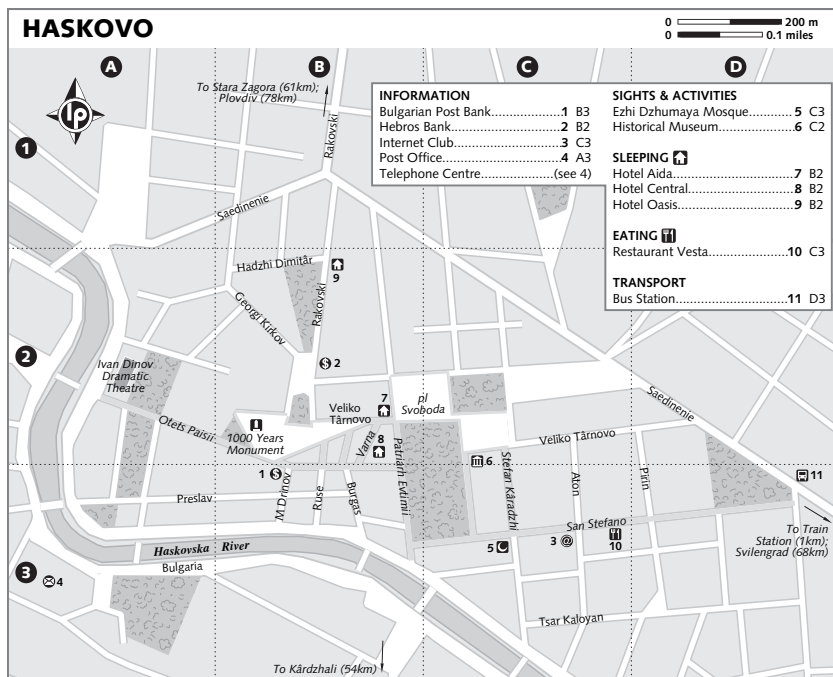 HASKOVO
0 200 m
0 0.1 miles
A
B
C
D
1
2
3
lp
To Stara Zagora (61km);
Plovdiv (78km)
INFORMATION
Bulgarian Post Bank 1 B3
Hebros Bank 2 B2
Internet Club 3 C3
Post Office 4 A3
Telephone Centre (see 4)
SIGHTS & ACTIVITIES
Ezhi Dzhumaya Mosque 5 C3
Historical Museum 6 C2
SLEEPING
Hotel Aida 7 B2
Hotel Central 8 B2
Hotel Oasis 9 B2
EATING
Restaurant Vesta 10 C3
TRANSPORT
Bus Station 11 D3
Rakovski
Saedinenie
Hadzhi Dimitâr
9
Georgi Kirkov
Rakovski
$ 2
Ivan Dinov
Dramatic
Theatre
Otets Paisii
1000 Years
Monument
Veliko
Târnovo
7
pl
Svoboda
Varna
8
Patriarh Evtimii
Saedinenie
Veliko Târnovo
6
Stefan Kâradzhi
Aton
Pirin
11
1 $
M Drinov
Ruse
Burgas
Preslav
San Stefano
5
3 @
10
To Train
Station (1km);
Svilengrad (68km)
Haskovska River
Bulgaria
4
Tsar Kaloyan
To Kârdzhali (54km)